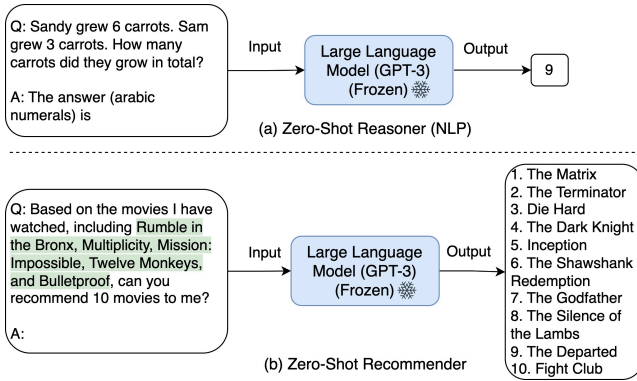 Q: Sandy grew 6 carrots. Sam
grew 3 carrots. How many
carrots did they grow in total?
A: The answer (arabic
numerals) is
Input
Large Language
Model (GPT-3)
(Frozen)
Output
9
(a) Zero-Shot Reasoner (NLP)
Q: Based on the movies I have
watched, including Rumble in
the Bronx, Multiplicity, Mission:
Impossible, Twelve Monkeys,
and Bulletproof, can you
recommend 10 movies to me?
A:
Input
Large Language
Model (GPT-3)
(Frozen)
Output
1. The Matrix
2. The Terminator
3. Die Hard
4. The Dark Knight
5. Inception
6. The Shawshank
Redemption
7. The Godfather
8. The Silence of
the Lambs
9. The Departed
10. Fight Club
(b) Zero-Shot Recommender